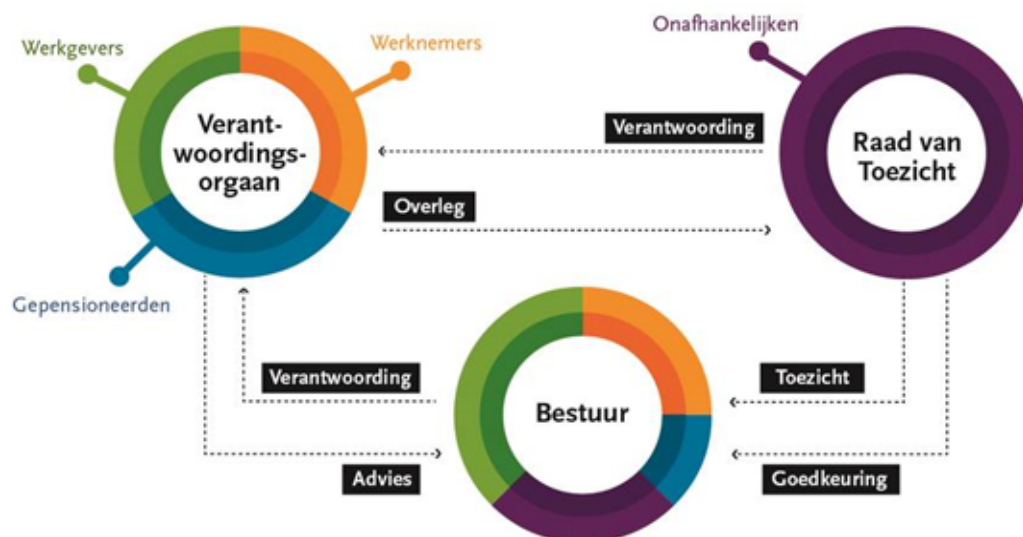 Onafhankelijken
Werkgevers
Werknemers
Verant-
woordings-
orgaan
Verantwoording
Raad van
Toezicht
Overleg
Gepensioneerden
Verantwoording
Toezicht
Bestuur
Advies
Goedkeuring